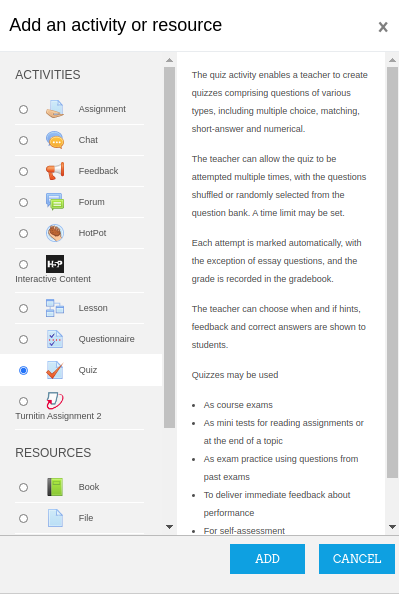 Add an activity or resource
x
ACTIVITIES
Assignment
Chat
Feedback
Forum
HotPot
H-P
Interactive Content
Lesson
Questionnaire
Quiz
Turnitin Assignment 2
RESOURCES
Book
File
The quiz activity enables a teacher to create
quizzes comprising questions of various
types, including multiple choice, matching,
short-answer and numerical.
The teacher can allow the quiz to be
attempted multiple times, with the questions
shuffled or randomly selected from the
question bank. A time limit may be set.
Each attempt is marked automatically, with
the exception of essay questions, and the
grade is recorded in the gradebook.
The teacher can choose when and if hints,
feedback and correct answers are shown to
students.
Quizzes may be used
• As course exams
• As mini tests for reading assignments or
at the end of a topic
• As exam practice using questions from
past exams
• To deliver immediate feedback about
performance
• For self-assessment
ADD
CANCEL